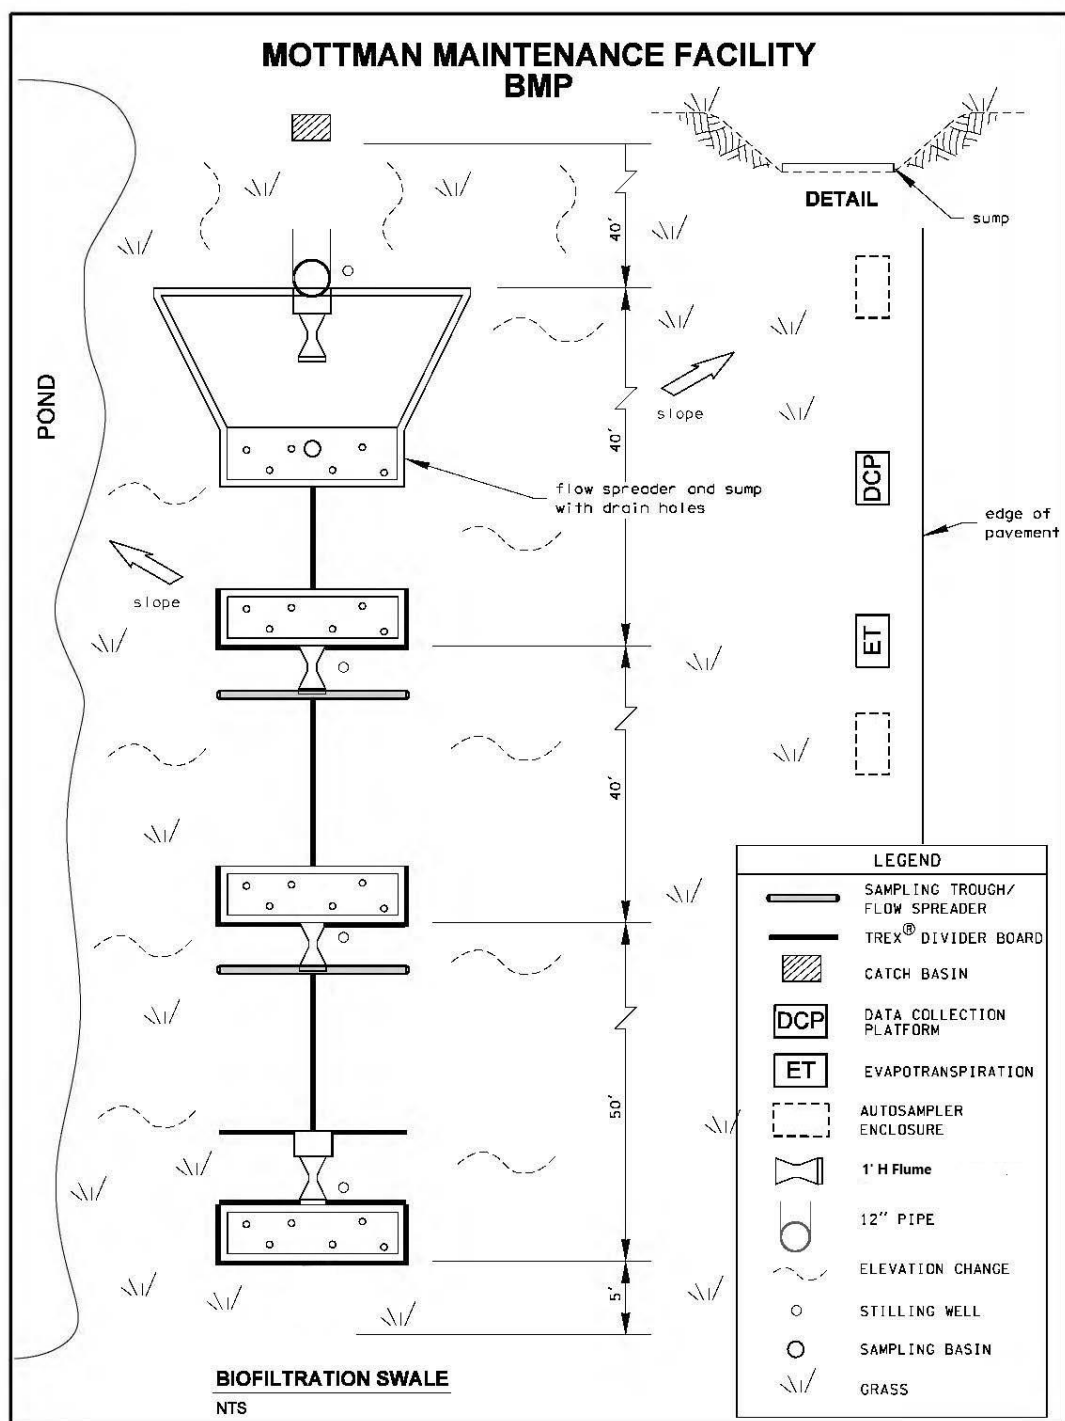 MOTTMAN MAINTENANCE FACILITY
BMP
DETAIL
sump
40'
40'
POND
slope
slope
flow spreader and sump
with drain holes
DCP
edge of
pavement
ET
40'
50'
5'
LEGEND
SAMPLING TROUGH/
FLOW SPREADER
TREX® DIVIDER BOARD
CATCH BASIN
DCP
DATA COLLECTION
PLATFORM
ET
EVAPOTRANSPIRATION
AUTOSAMPLER
ENCLOSURE
1' H Flume
12" PIPE
ELEVATION CHANGE
STILLING WELL
SAMPLING BASIN
GRASS
BIOFILTRATION SWALE
NTS